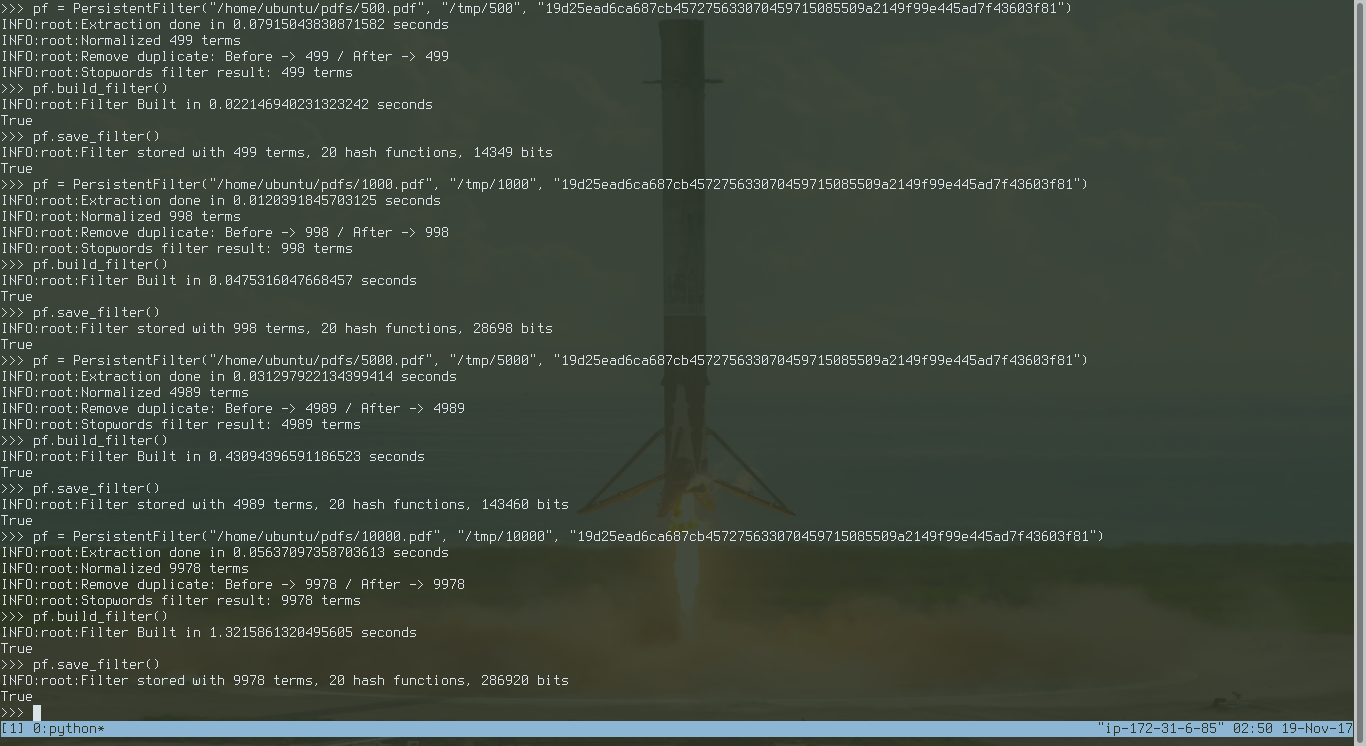 >>> pf = PersistentFilter("/home/ubuntu/pdfs/500.pdf", "/tmp/500", "19d25ead6ca687cb457275633070459715085509a2149f99e445ad7f43603f81")
INFO:root:Extraction done in 0.07915043830871582 seconds
INFO:root:Normalized 499 terms
INFO:root:Remove duplicate: Before -> 499 / After -> 499
INFO:root:Stopwords filter result: 499 terms
>>> pf.build_filter()
INFO:root:Filter Built in 0.022146940231323242 seconds
True
>>> pf.save_filter()
INFO:root:Filter stored with 499 terms, 20 hash functions, 14349 bits
True
>>> pf = PersistentFilter("/home/ubuntu/pdfs/1000.pdf", "/tmp/1000", "19d25ead6ca687cb457275633070459715085509a2149f99e445ad7f43603f81")
INFO:root:Extraction done in 0.0120391845703125 seconds
INFO:root:Normalized 998 terms
INFO:root:Remove duplicate: Before -> 998 / After -> 998
INFO:root:Stopwords filter result: 998 terms
>>> pf.build_filter()
INFO:root:Filter Built in 0.0475316047668457 seconds
True
>>> pf.save_filter()
INFO:root:Filter stored with 998 terms, 20 hash functions, 28698 bits
True
>>> pf = PersistentFilter("/home/ubuntu/pdfs/5000.pdf", "/tmp/5000", "19d25ead6ca687cb457275633070459715085509a2149f99e445ad7f43603f81")
INFO:root:Extraction done in 0.031297922134399414 seconds
INFO:root:Normalized 4989 terms
INFO:root:Remove duplicate: Before -> 4989 / After -> 4989
INFO:root:Stopwords filter result: 4989 terms
>>> pf.build_filter()
INFO:root:Filter Built in 0.43094396591186523 seconds
True
>>> pf.save_filter()
INFO:root:Filter stored with 4989 terms, 20 hash functions, 143460 bits
True
>>> pf = PersistentFilter("/home/ubuntu/pdfs/10000.pdf", "/tmp/10000", "19d25ead6ca687cb457275633070459715085509a2149f99e445ad7f43603f81")
INFO:root:Extraction done in 0.05637097358703613 seconds
INFO:root:Normalized 9978 terms
INFO:root:Remove duplicate: Before -> 9978 / After -> 9978
INFO:root:Stopwords filter result: 9978 terms
>>> pf.build_filter()
INFO:root:Filter Built in 1.3215861320495605 seconds
True
>>> pf.save_filter()
INFO:root:Filter stored with 9978 terms, 20 hash functions, 286920 bits
True
>>>
[1] 0:python* "ip-172-31-6-85" 02:50 19-Nov-17